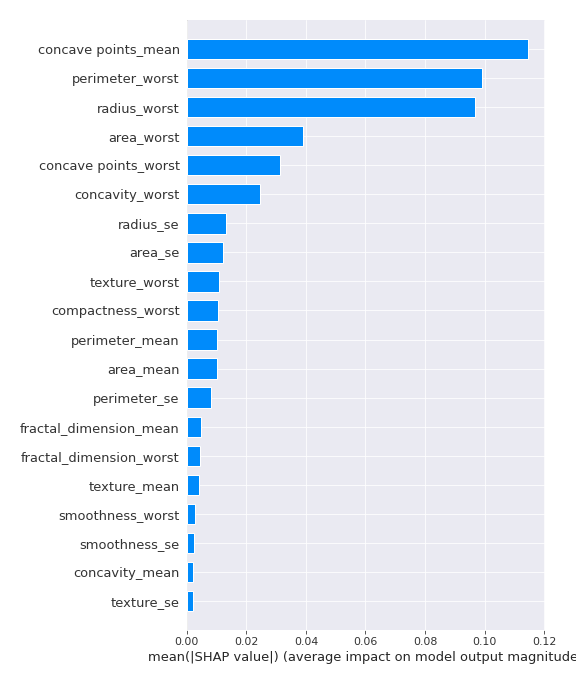 concave points_mean
perimeter_worst
radius_worst
area_worst
concave points_worst
concavity_worst
radius_se
area_se
texture_worst
compactness_worst
perimeter_mean
area_mean
perimeter_se
fractal_dimension_mean
fractal_dimension_worst
texture_mean
smoothness_worst
smoothness_se
concavity_mean
texture_se
0.00 0.02 0.04 0.06 0.08 0.10 0.12
mean(|SHAP value|) (average impact on model output magnitude